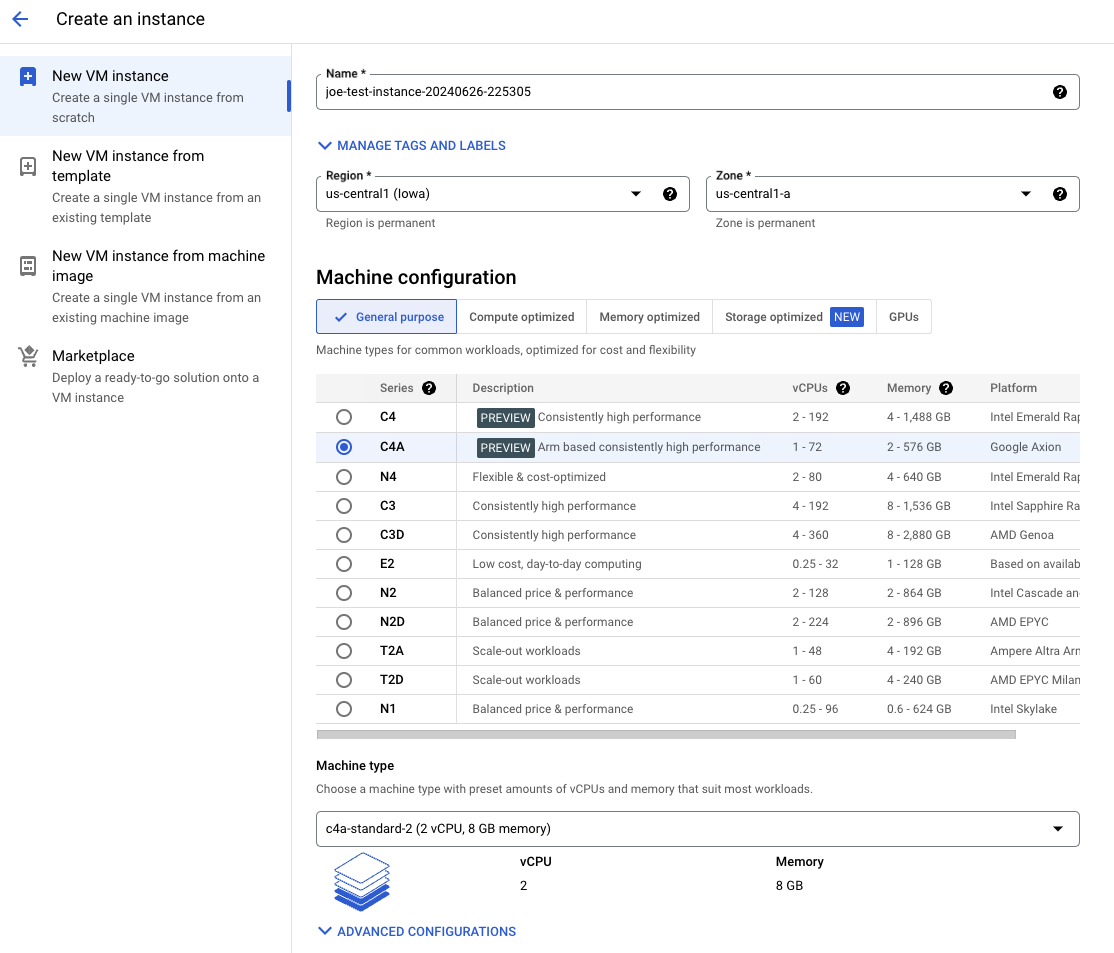 Create an instance
New VM instance
Create a single VM instance from
scratch
New VM instance from
template
Create a single VM instance from an
existing template
New VM instance from machine
image
Create a single VM instance from an
existing machine image
Marketplace
Deploy a ready-to-go solution onto a
VM instance
Name *
joe-test-instance-20240626-225305
MANAGE TAGS AND LABELS
Region *
us-central1 (Iowa)
Region is permanent
Zone *
us-central1-a
Zone is permanent
Machine configuration
General purpose Compute optimized Memory optimized Storage optimized NEW GPUs
Machine types for common workloads, optimized for cost and flexibility
Series Description vCPUs Memory Platform
C4 PREVIEW Consistently high performance 2 - 192 4 - 1,488 GB Intel Emerald Rap
C4A PREVIEW Arm based consistently high performance 1 - 72 2 - 576 GB Google Axion
N4 Flexible & cost-optimized 2 - 80 4 - 640 GB Intel Emerald Rap
C3 Consistently high performance 4 - 192 8 - 1,536 GB Intel Sapphire Ra
C3D Consistently high performance 4 - 360 8 - 2,880 GB AMD Genoa
E2 Low cost, day-to-day computing 0.25 - 32 1 - 128 GB Based on availab
N2 Balanced price & performance 2 - 128 2 - 864 GB Intel Cascade an
N2D Balanced price & performance 2 - 224 2 - 896 GB AMD EPYC
T2A Scale-out workloads 1 - 48 4 - 192 GB Ampere Altra Arm
T2D Scale-out workloads 1 - 60 4 - 240 GB AMD EPYC Milan
N1 Balanced price & performance 0.25 - 96 0.6 - 624 GB Intel Skylake
Machine type
Choose a machine type with preset amounts of vCPUs and memory that suit most workloads.
c4a-standard-2 (2 vCPU, 8 GB memory)
vCPU Memory
2 8 GB
ADVANCED CONFIGURATIONS